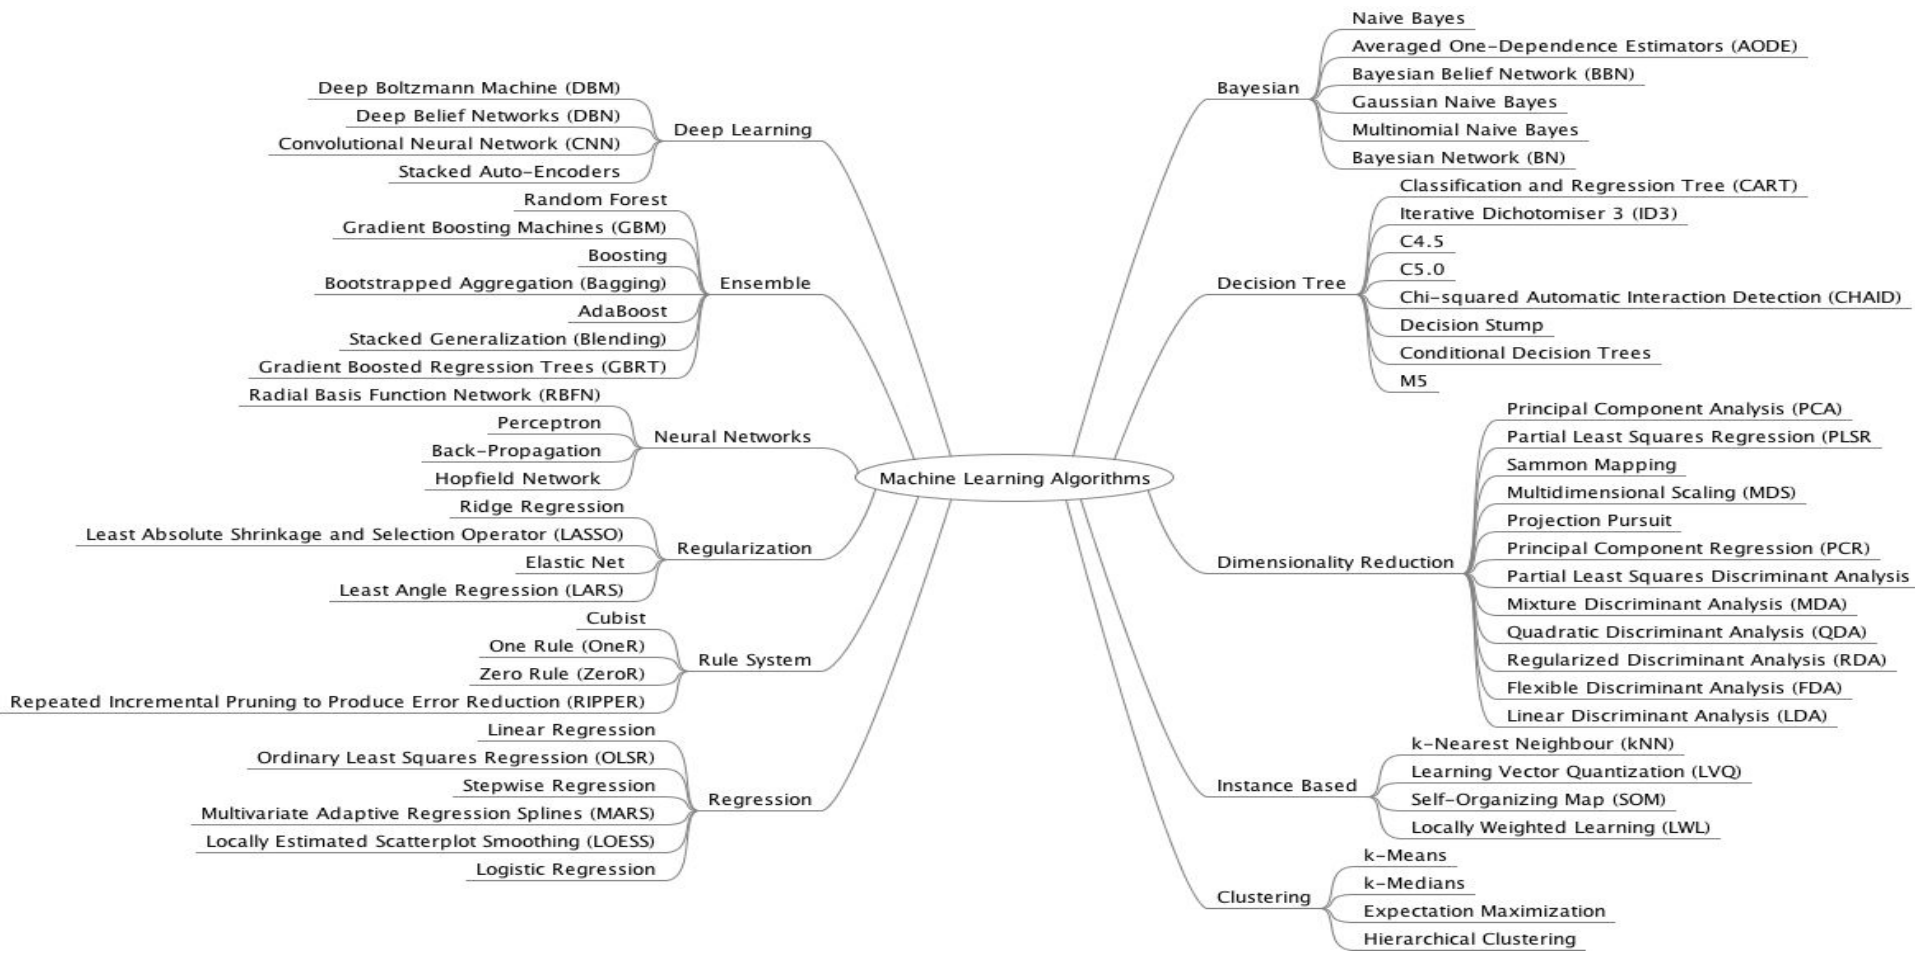 Machine Learning Algorithms
Deep Learning
Deep Boltzmann Machine (DBM)
Deep Belief Networks (DBN)
Convolutional Neural Network (CNN)
Stacked Auto-Encoders
Ensemble
Random Forest
Gradient Boosting Machines (GBM)
Boosting
Bootstrapped Aggregation (Bagging)
AdaBoost
Stacked Generalization (Blending)
Gradient Boosted Regression Trees (GBRT)
Neural Networks
Radial Basis Function Network (RBFN)
Perceptron
Back-Propagation
Hopfield Network
Regularization
Ridge Regression
Least Absolute Shrinkage and Selection Operator (LASSO)
Elastic Net
Least Angle Regression (LARS)
Rule System
Cubist
One Rule (OneR)
Zero Rule (ZeroR)
Repeated Incremental Pruning to Produce Error Reduction (RIPPER)
Regression
Linear Regression
Ordinary Least Squares Regression (OLSR)
Stepwise Regression
Multivariate Adaptive Regression Splines (MARS)
Locally Estimated Scatterplot Smoothing (LOESS)
Logistic Regression
Bayesian
Naive Bayes
Averaged One-Dependence Estimators (AODE)
Bayesian Belief Network (BBN)
Gaussian Naive Bayes
Multinomial Naive Bayes
Bayesian Network (BN)
Decision Tree
Classification and Regression Tree (CART)
Iterative Dichotomiser 3 (ID3)
C4.5
C5.0
Chi-squared Automatic Interaction Detection (CHAID)
Decision Stump
Conditional Decision Trees
M5
Dimensionality Reduction
Principal Component Analysis (PCA)
Partial Least Squares Regression (PLSR
Sammon Mapping
Multidimensional Scaling (MDS)
Projection Pursuit
Principal Component Regression (PCR)
Partial Least Squares Discriminant Analysis
Mixture Discriminant Analysis (MDA)
Quadratic Discriminant Analysis (QDA)
Regularized Discriminant Analysis (RDA)
Flexible Discriminant Analysis (FDA)
Linear Discriminant Analysis (LDA)
Instance Based
k-Nearest Neighbour (kNN)
Learning Vector Quantization (LVQ)
Self-Organizing Map (SOM)
Locally Weighted Learning (LWL)
Clustering
k-Means
k-Medians
Expectation Maximization
Hierarchical Clustering